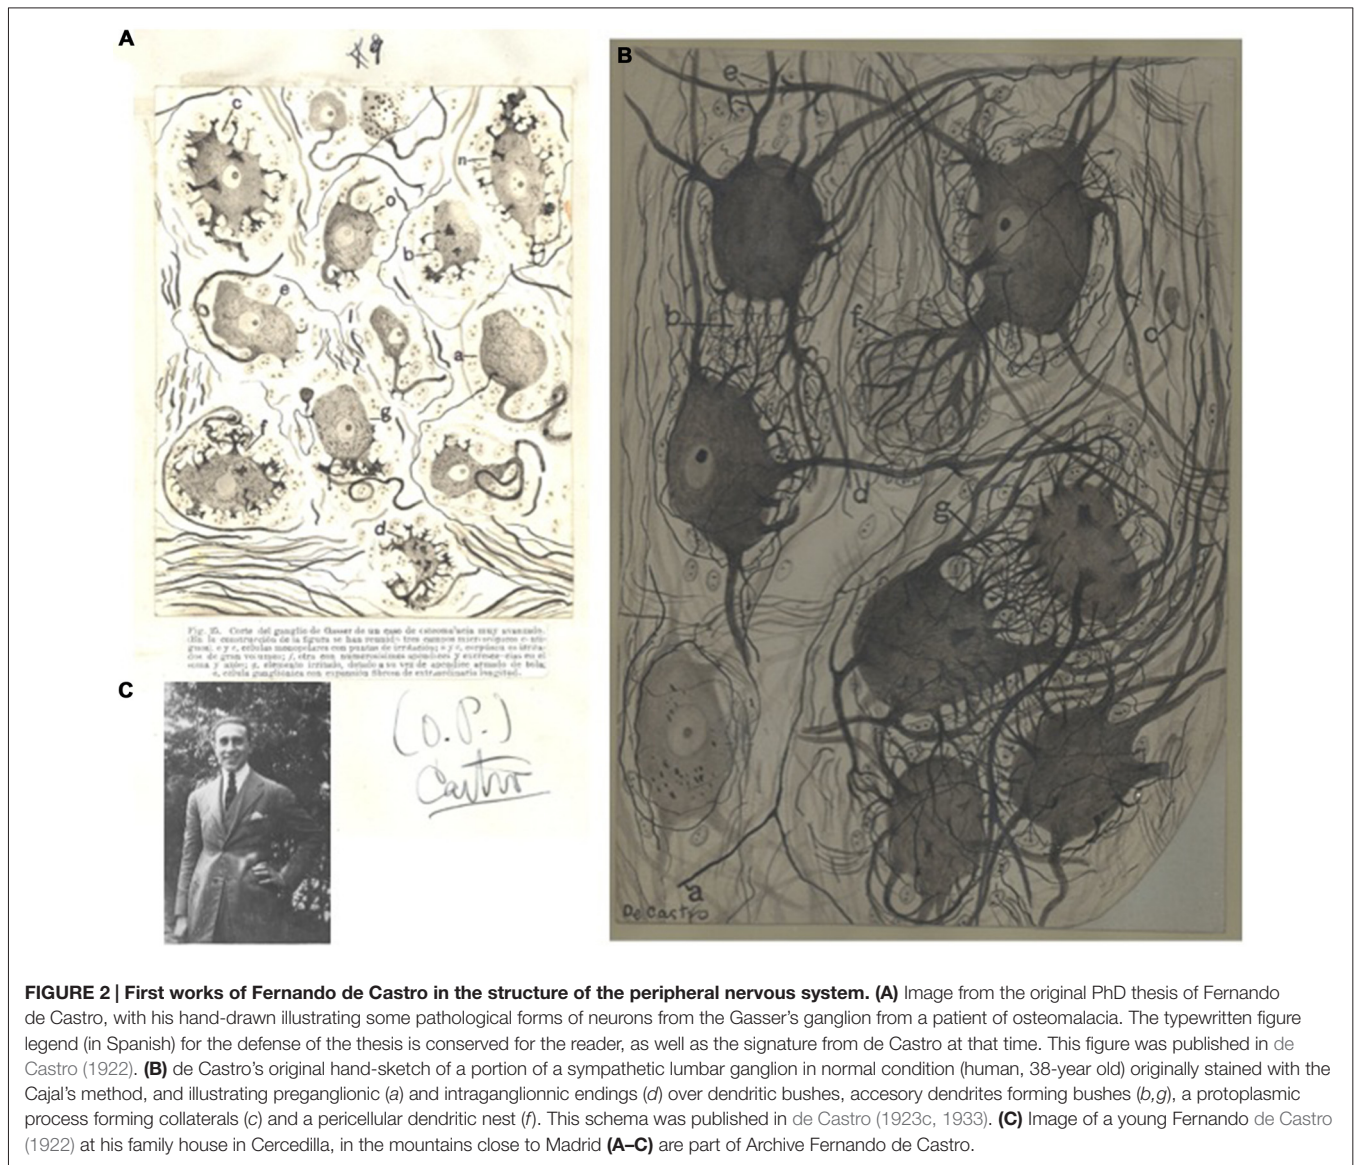 A
B
C
c
n
o
b
e
i
a
g
f
d
Fig. 25. Corte del ganglio de Gasser de un caso de osteomalacia muy avanzado.
e
b
f
c
d
g
a
De Castro
(O.P.)
Castro
FIGURE 2 | First works of Fernando de Castro in the structure of the peripheral nervous system. (A) Image from the original PhD thesis of Fernando
de Castro, with his hand-drawn illustrating some pathological forms of neurons from the Gasser's ganglion from a patient of osteomalacia. The typewritten figure
legend (in Spanish) for the defense of the thesis is conserved for the reader, as well as the signature from de Castro at that time. This figure was published in de
Castro (1922). (B) de Castro's original hand-sketch of a portion of a sympathetic lumbar ganglion in normal condition (human, 38-year old) originally stained with the
Cajal's method, and illustrating preganglionic (a) and intraganglionnic endings (d) over dendritic bushes, accesory dendrites forming bushes (b,g), a protoplasmic
process forming collaterals (c) and a pericellular dendritic nest (f). This schema was published in de Castro (1923c, 1933). (C) Image of a young Fernando de Castro
(1922) at his family house in Cercedilla, in the mountains close to Madrid (A–C) are part of Archive Fernando de Castro.